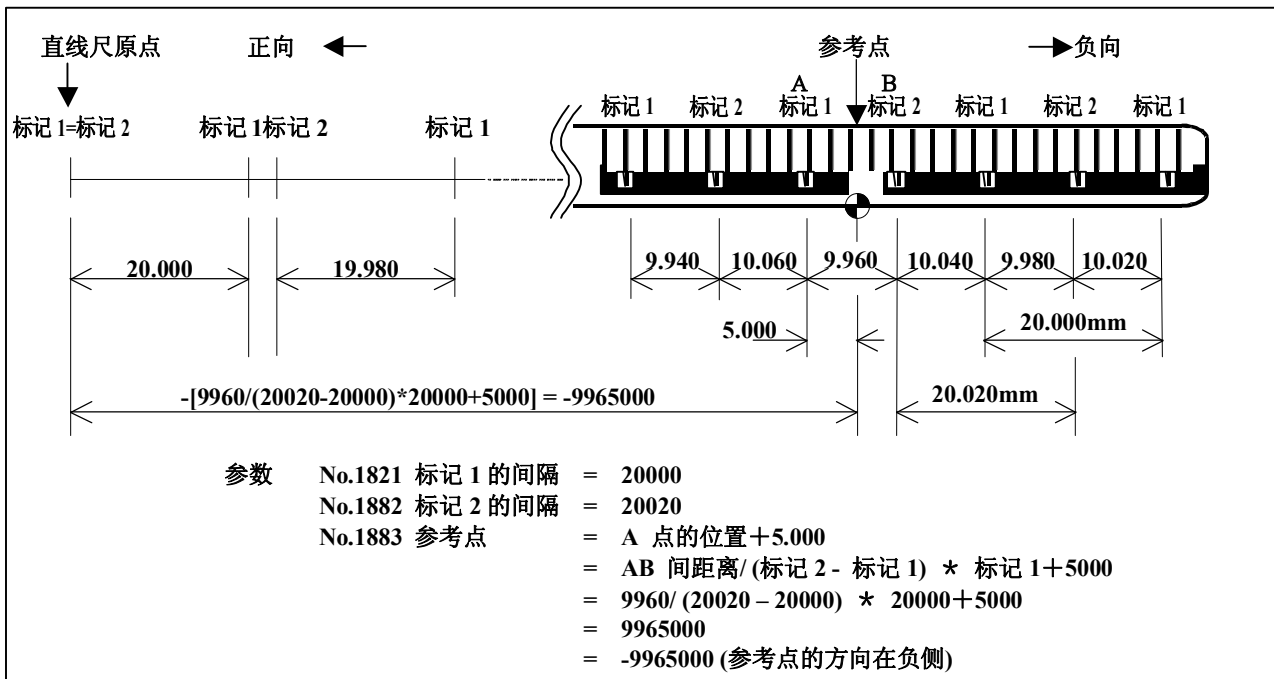 直线尺原点 正向 参考点 负向
A B
标记 1 标记 2 标记 1 标记 2 标记 1 标记 2 标记 1
标记 1=标记 2 标记 1标记 2 标记 1
9.940 10.060 9.960 10.040 9.980 10.020
20.000 19.980
5.000 20.000mm
-[9960/(20020-20000)*20000+5000] = -9965000 20.020mm
参数 No.1821 标记 1 的间隔 = 20000
No.1882 标记 2 的间隔 = 20020
No.1883 参考点 = A 点的位置＋5.000
= AB 间距离/ (标记 2 - 标记 1) ＊ 标记 1＋5000
= 9960/ (20020 – 20000) ＊ 20000＋5000
= 9965000
= -9965000 (参考点的方向在负侧)